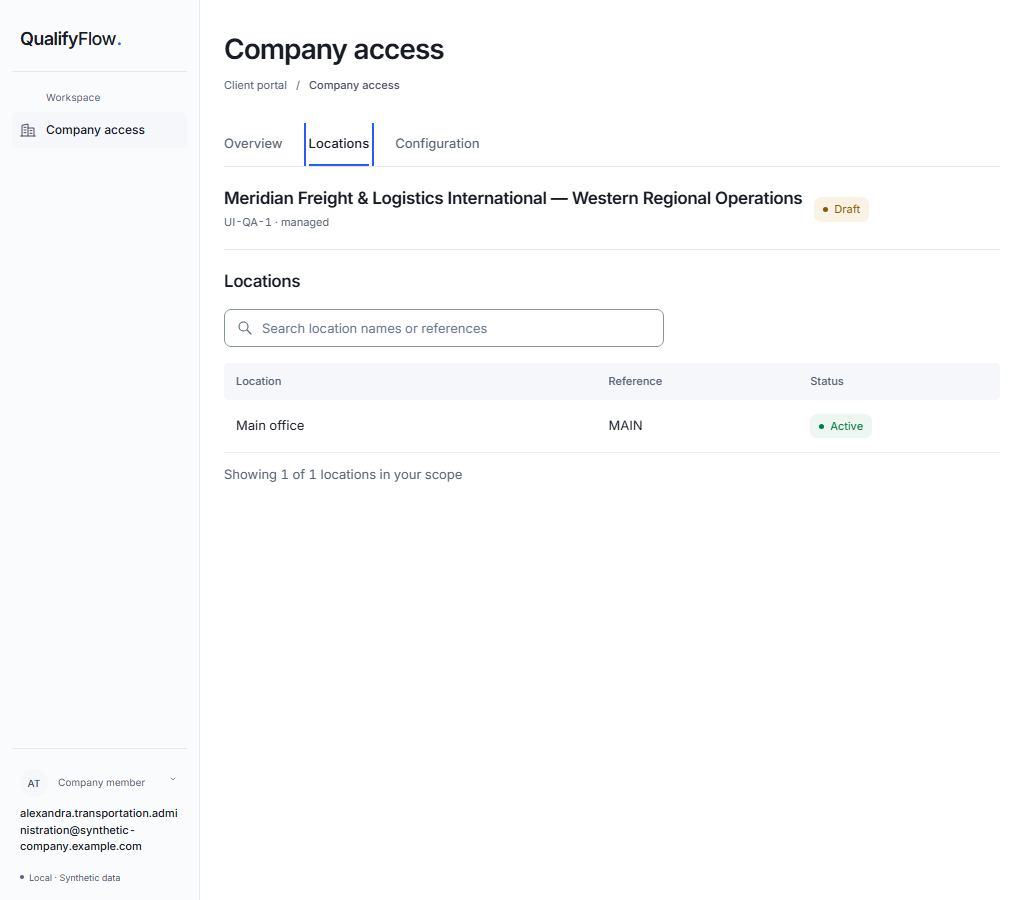 QualifyFlow.
Workspace
Company access
Company access
Client portal / Company access
Overview Locations Configuration
Meridian Freight & Logistics International — Western Regional Operations
Draft
UI-QA-1 · managed
Locations
Search location names or references
Location Reference Status
Main office MAIN Active
Showing 1 of 1 locations in your scope
AT Company member
alexandra.transportation.admi
nistration@synthetic-
company.example.com
Local · Synthetic data